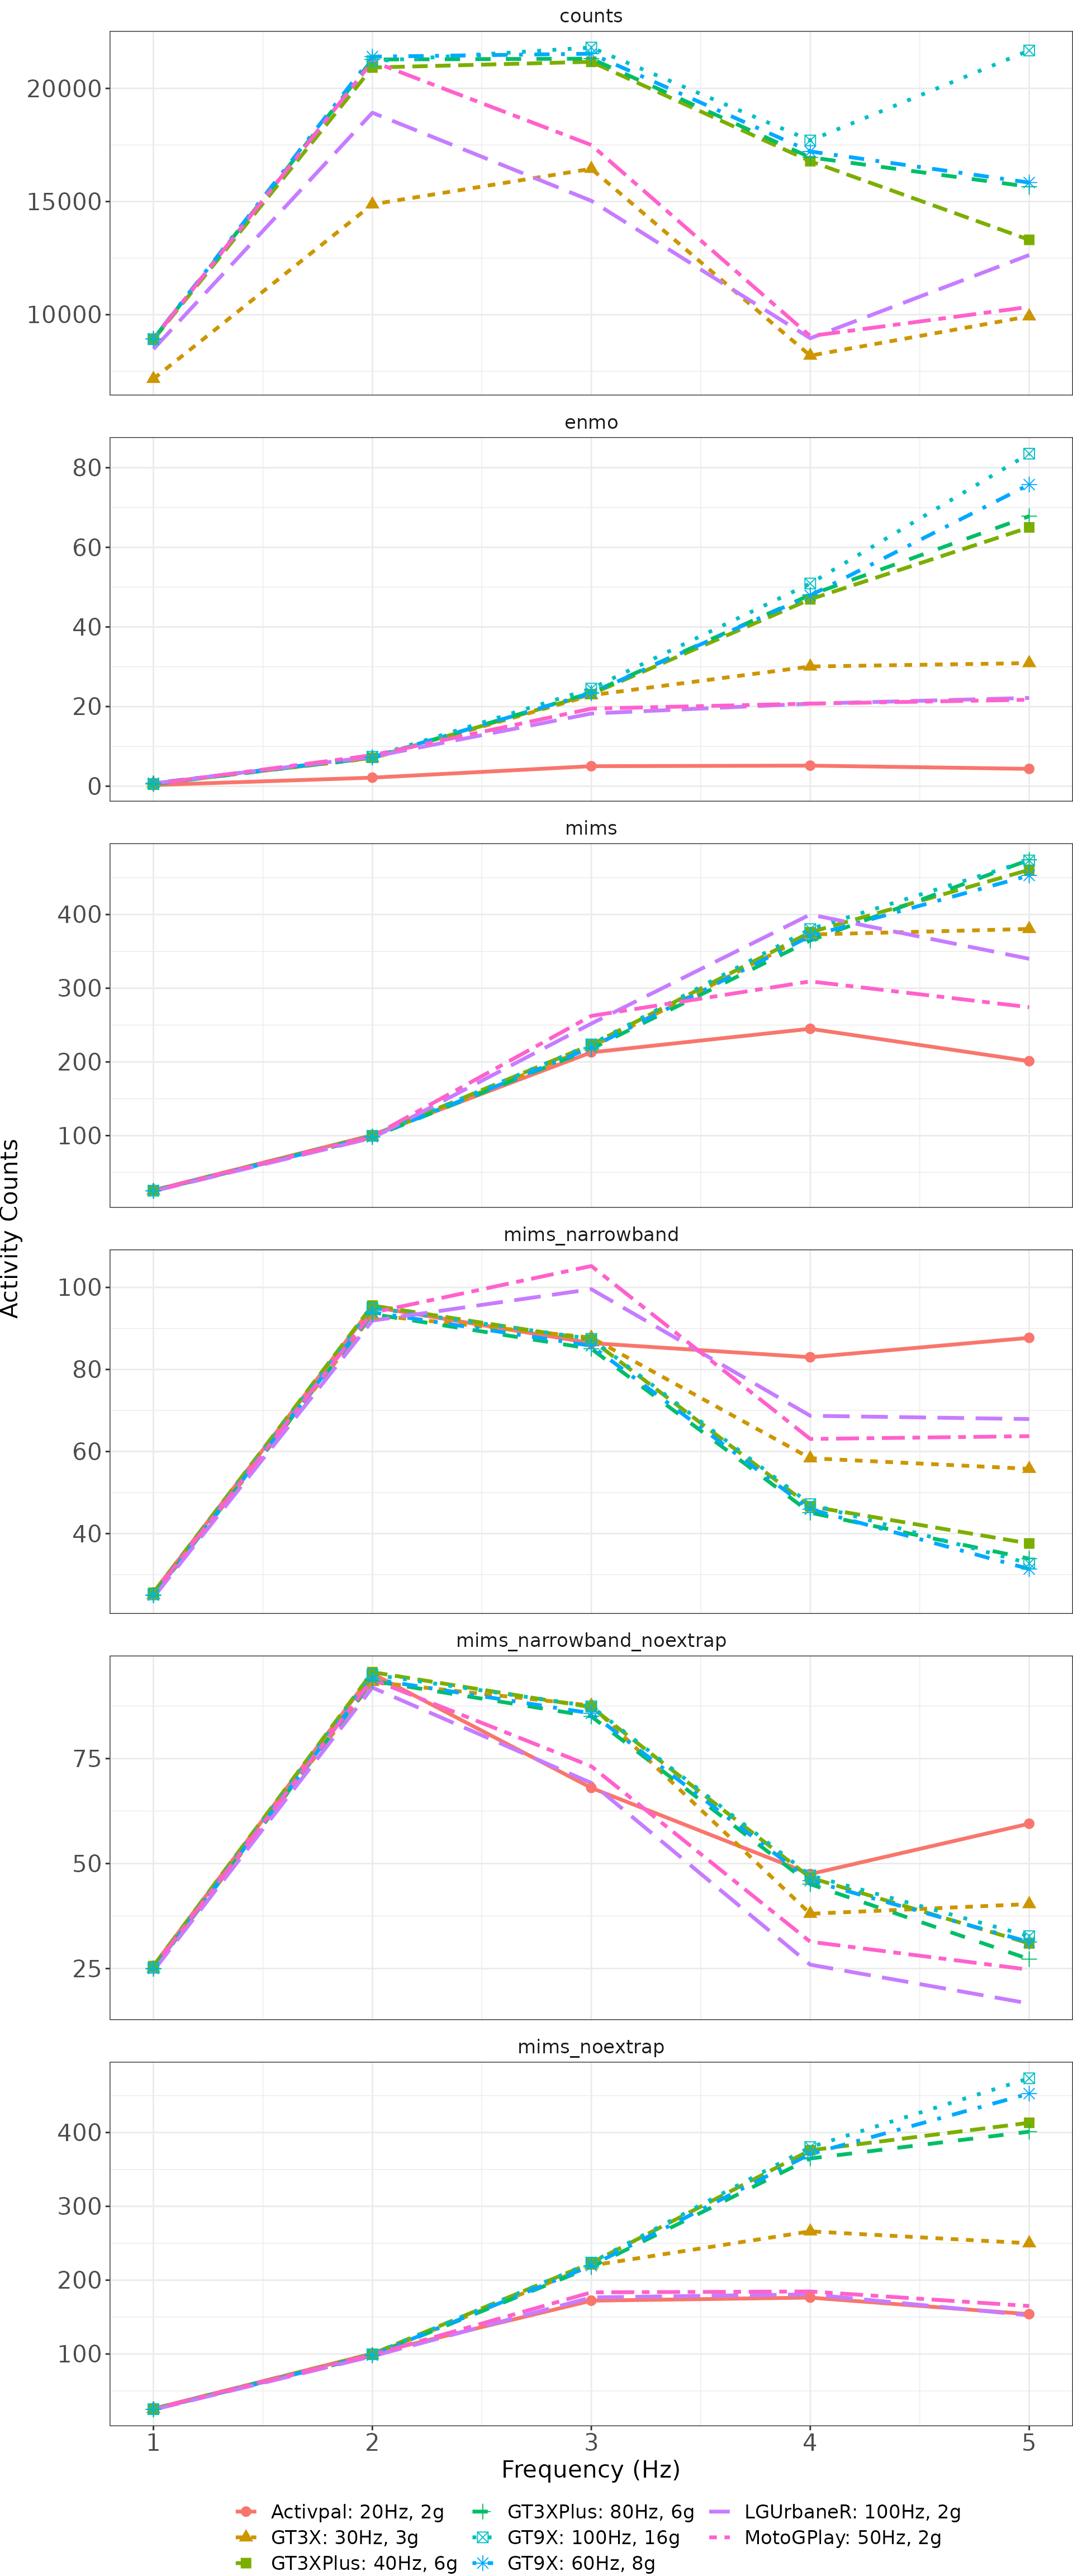 counts
20000
15000
10000
enmo
80
60
40
20
0
mims
400
300
200
100
Activity Counts
mims_narrowband
100
80
60
40
mims_narrowband_noextrap
75
50
25
mims_noextrap
400
300
200
100
1 2 3 4 5
Frequency (Hz)
Activpal: 20Hz, 2g GT3XPlus: 80Hz, 6g LGUrbaneR: 100Hz, 2g
GT3X: 30Hz, 3g GT9X: 100Hz, 16g MotoGPlay: 50Hz, 2g
GT3XPlus: 40Hz, 6g GT9X: 60Hz, 8g